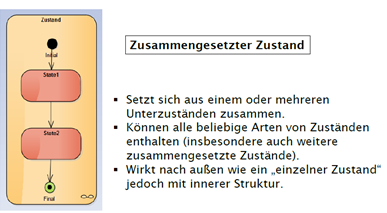 Zustand
Initial
State1
State2
Final
Zusammengesetzter Zustand
▪ Setzt sich aus einem oder mehreren
Unterzuständen zusammen.
▪ Können alle beliebige Arten von Zuständen
enthalten (insbesondere auch weitere
zusammengesetzte Zustände).
▪ Wirkt nach außen wie ein „einzelner Zustand“
jedoch mit innerer Struktur.